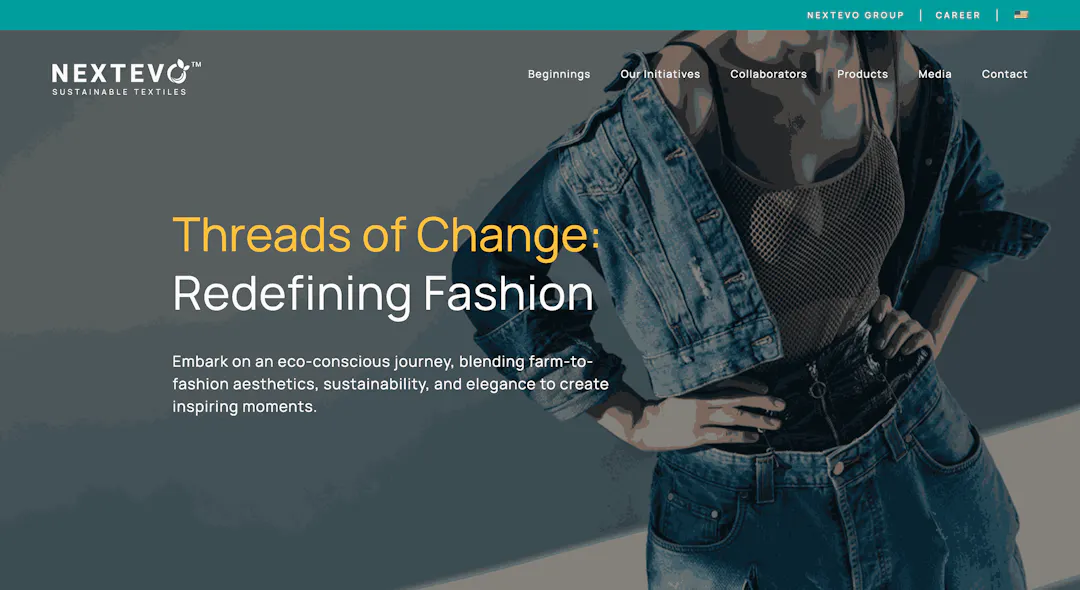 NEXTEVO GROUP | CAREER |
NEXTEVO™
SUSTAINABLE TEXTILES
Beginnings Our Initiatives Collaborators Products Media Contact
Threads of Change:
Redefining Fashion
Embark on an eco-conscious journey, blending farm-to-
fashion aesthetics, sustainability, and elegance to create
inspiring moments.